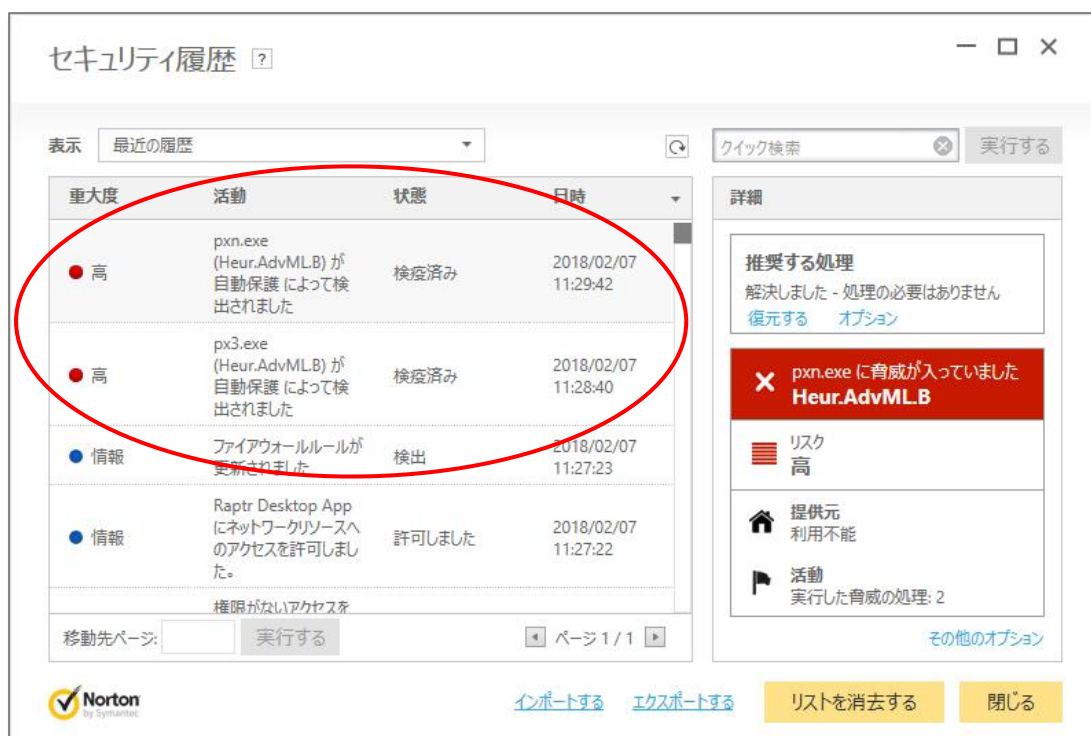 セキュリティ履歴 ?
表示 最近の履歴
クイック検索 実行する
重大度 活動 状態 日時
高
pxn.exe
(Heur.AdvML.B) が
自動保護 によって検
出されました
検疫済み
2018/02/07
11:29:42
高
px3.exe
(Heur.AdvML.B) が
自動保護 によって検
出されました
検疫済み
2018/02/07
11:28:40
情報
ファイアウォールルールが
更新されました
検出
2018/02/07
11:27:23
情報
Raptr Desktop App
にネットワークリソースへ
のアクセスを許可しまし
た。
許可しました
2018/02/07
11:27:22
権限がないアクセスを
移動先ページ: 実行する
ページ 1 / 1
詳細
推奨する処理
解決しました - 処理の必要はありません
復元する オプション
pxn.exe に脅威が入っていました
Heur.AdvML.B
リスク
高
提供元
利用不能
活動
実行した脅威の処理: 2
その他のオプション
Norton
by Symantec
インポートする エクスポートする リストを消去する 閉じる